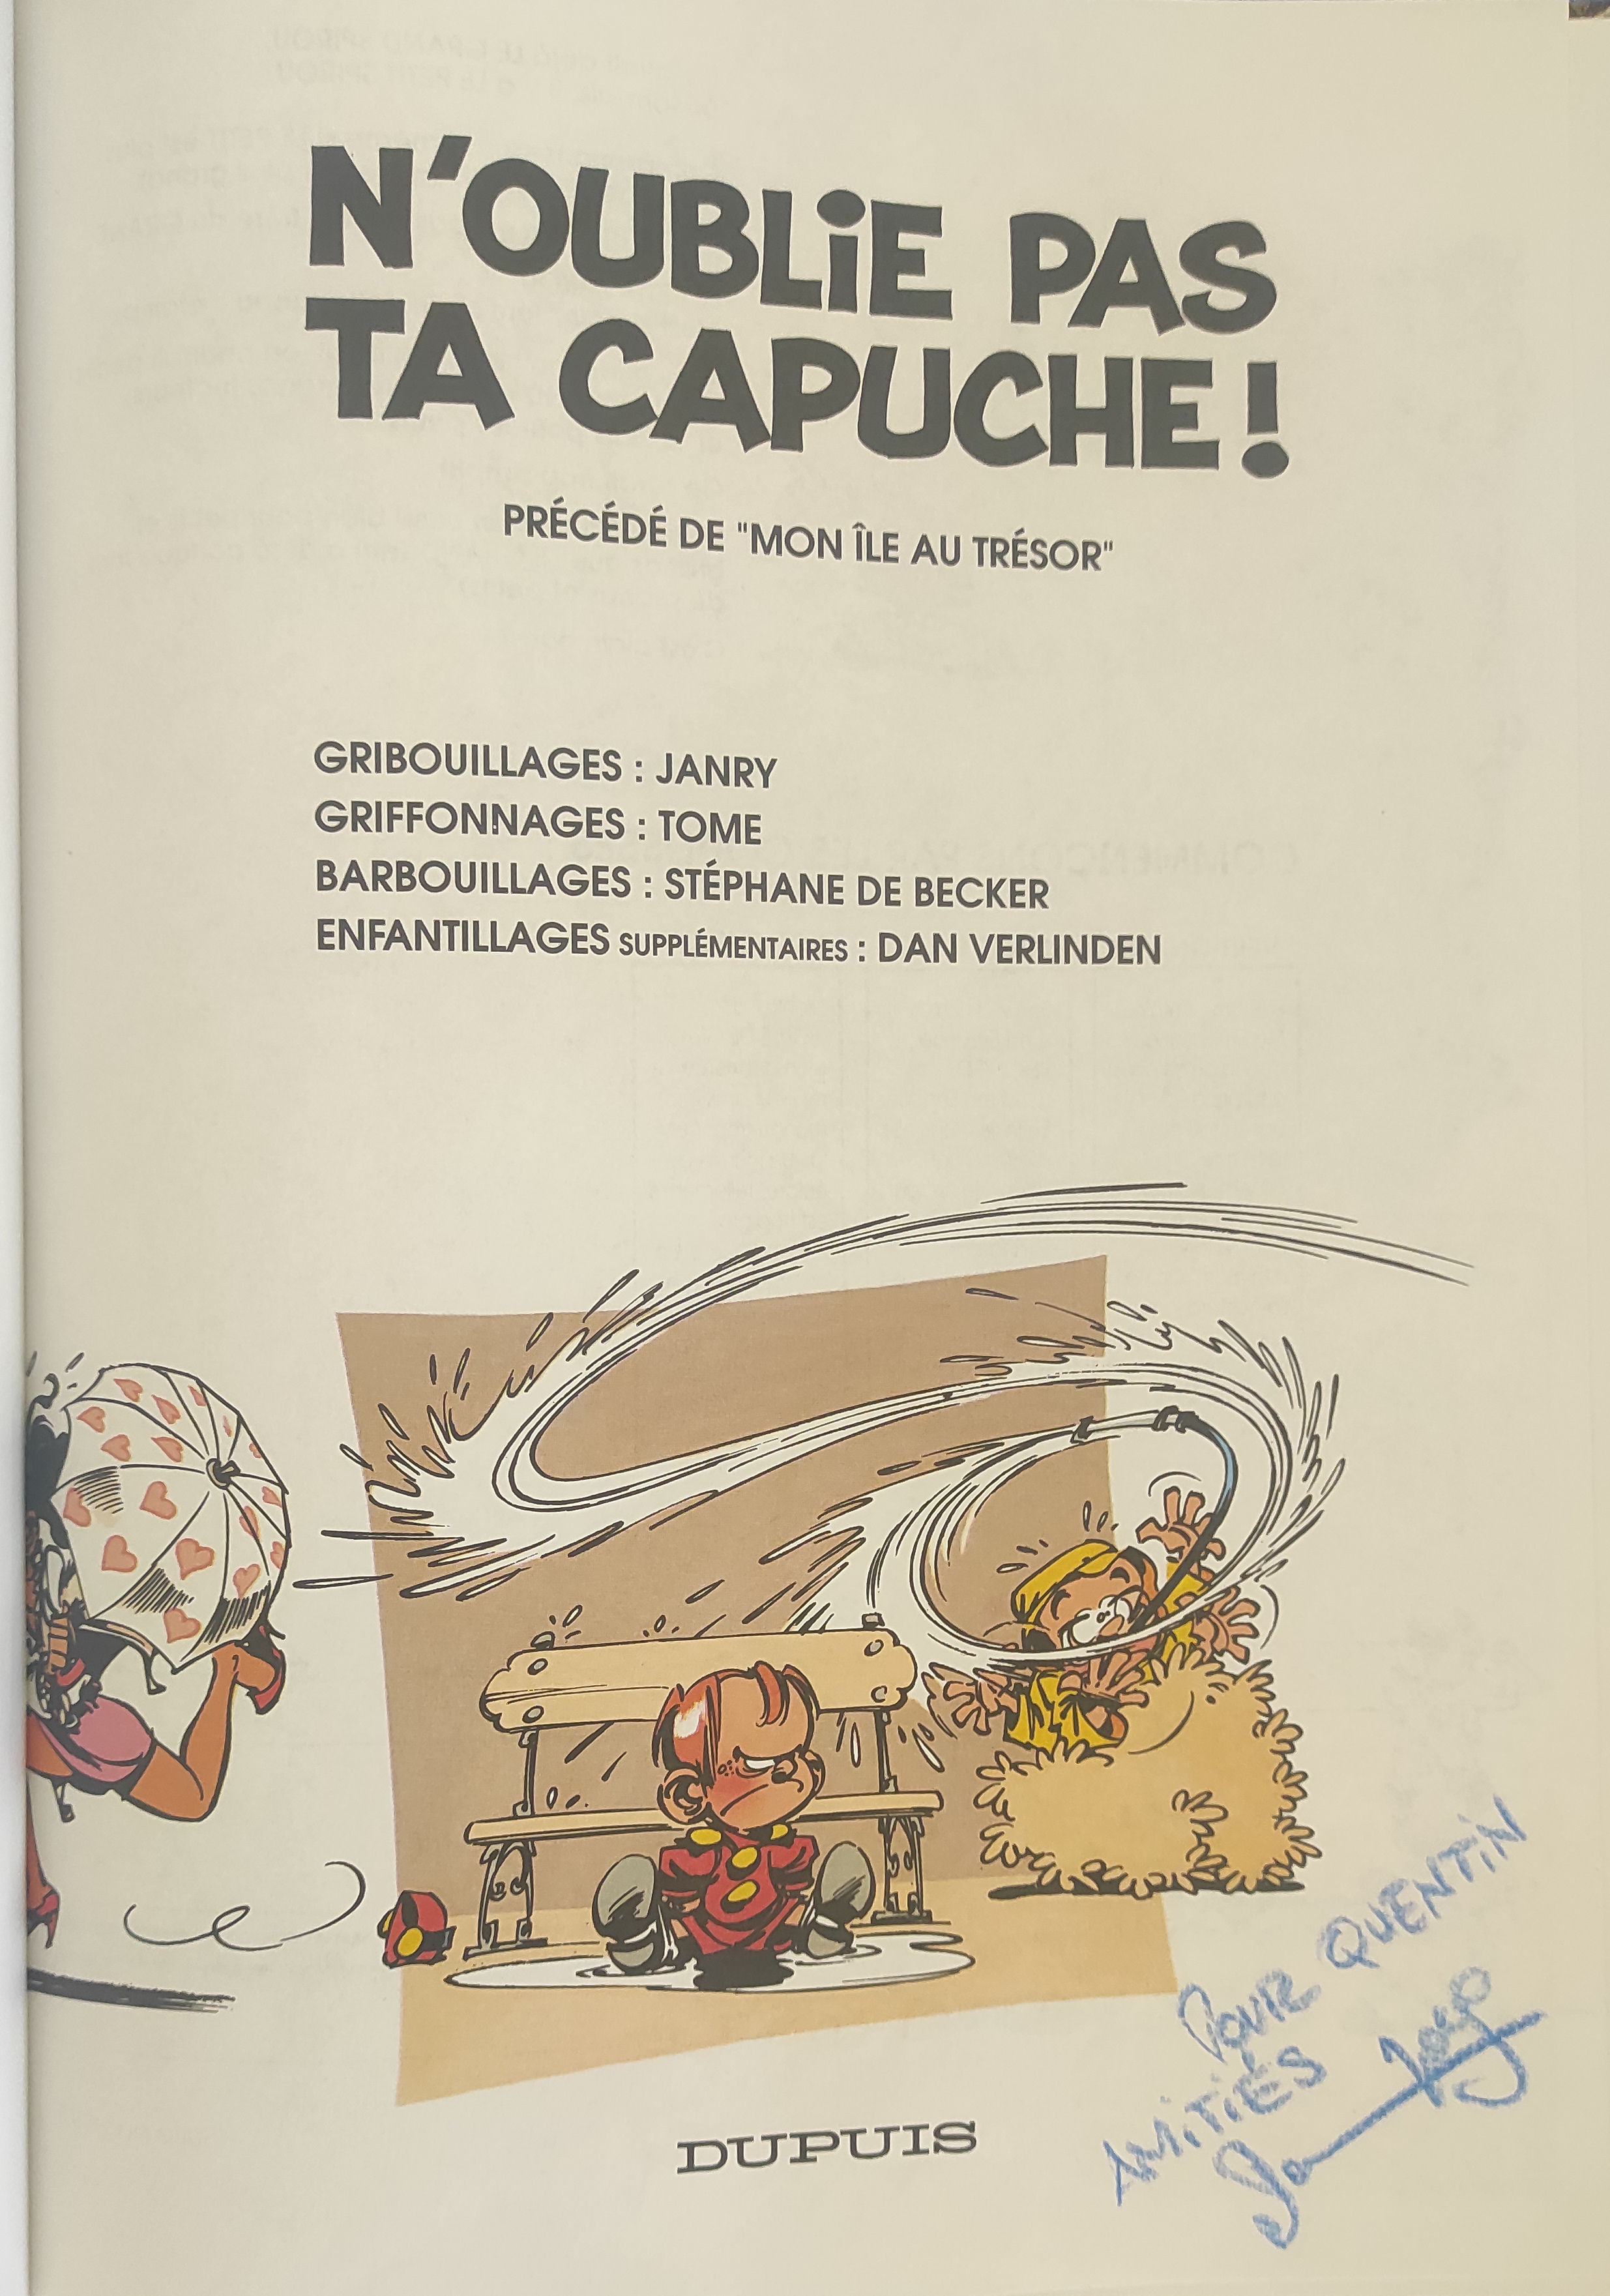 N'OUBLiE PAS
TA CAPUCHE !
PRÉCÉDÉ DE "MON ÎLE AU TRÉSOR"
GRIBOUILLAGES : JANRY
GRIFFONNAGES : TOME
BARBOUILLAGES : STÉPHANE DE BECKER
ENFANTILLAGES SUPPLÉMENTAIRES : DAN VERLINDEN
POUR QUENTiN
AMiTiÉS
DUPUIS